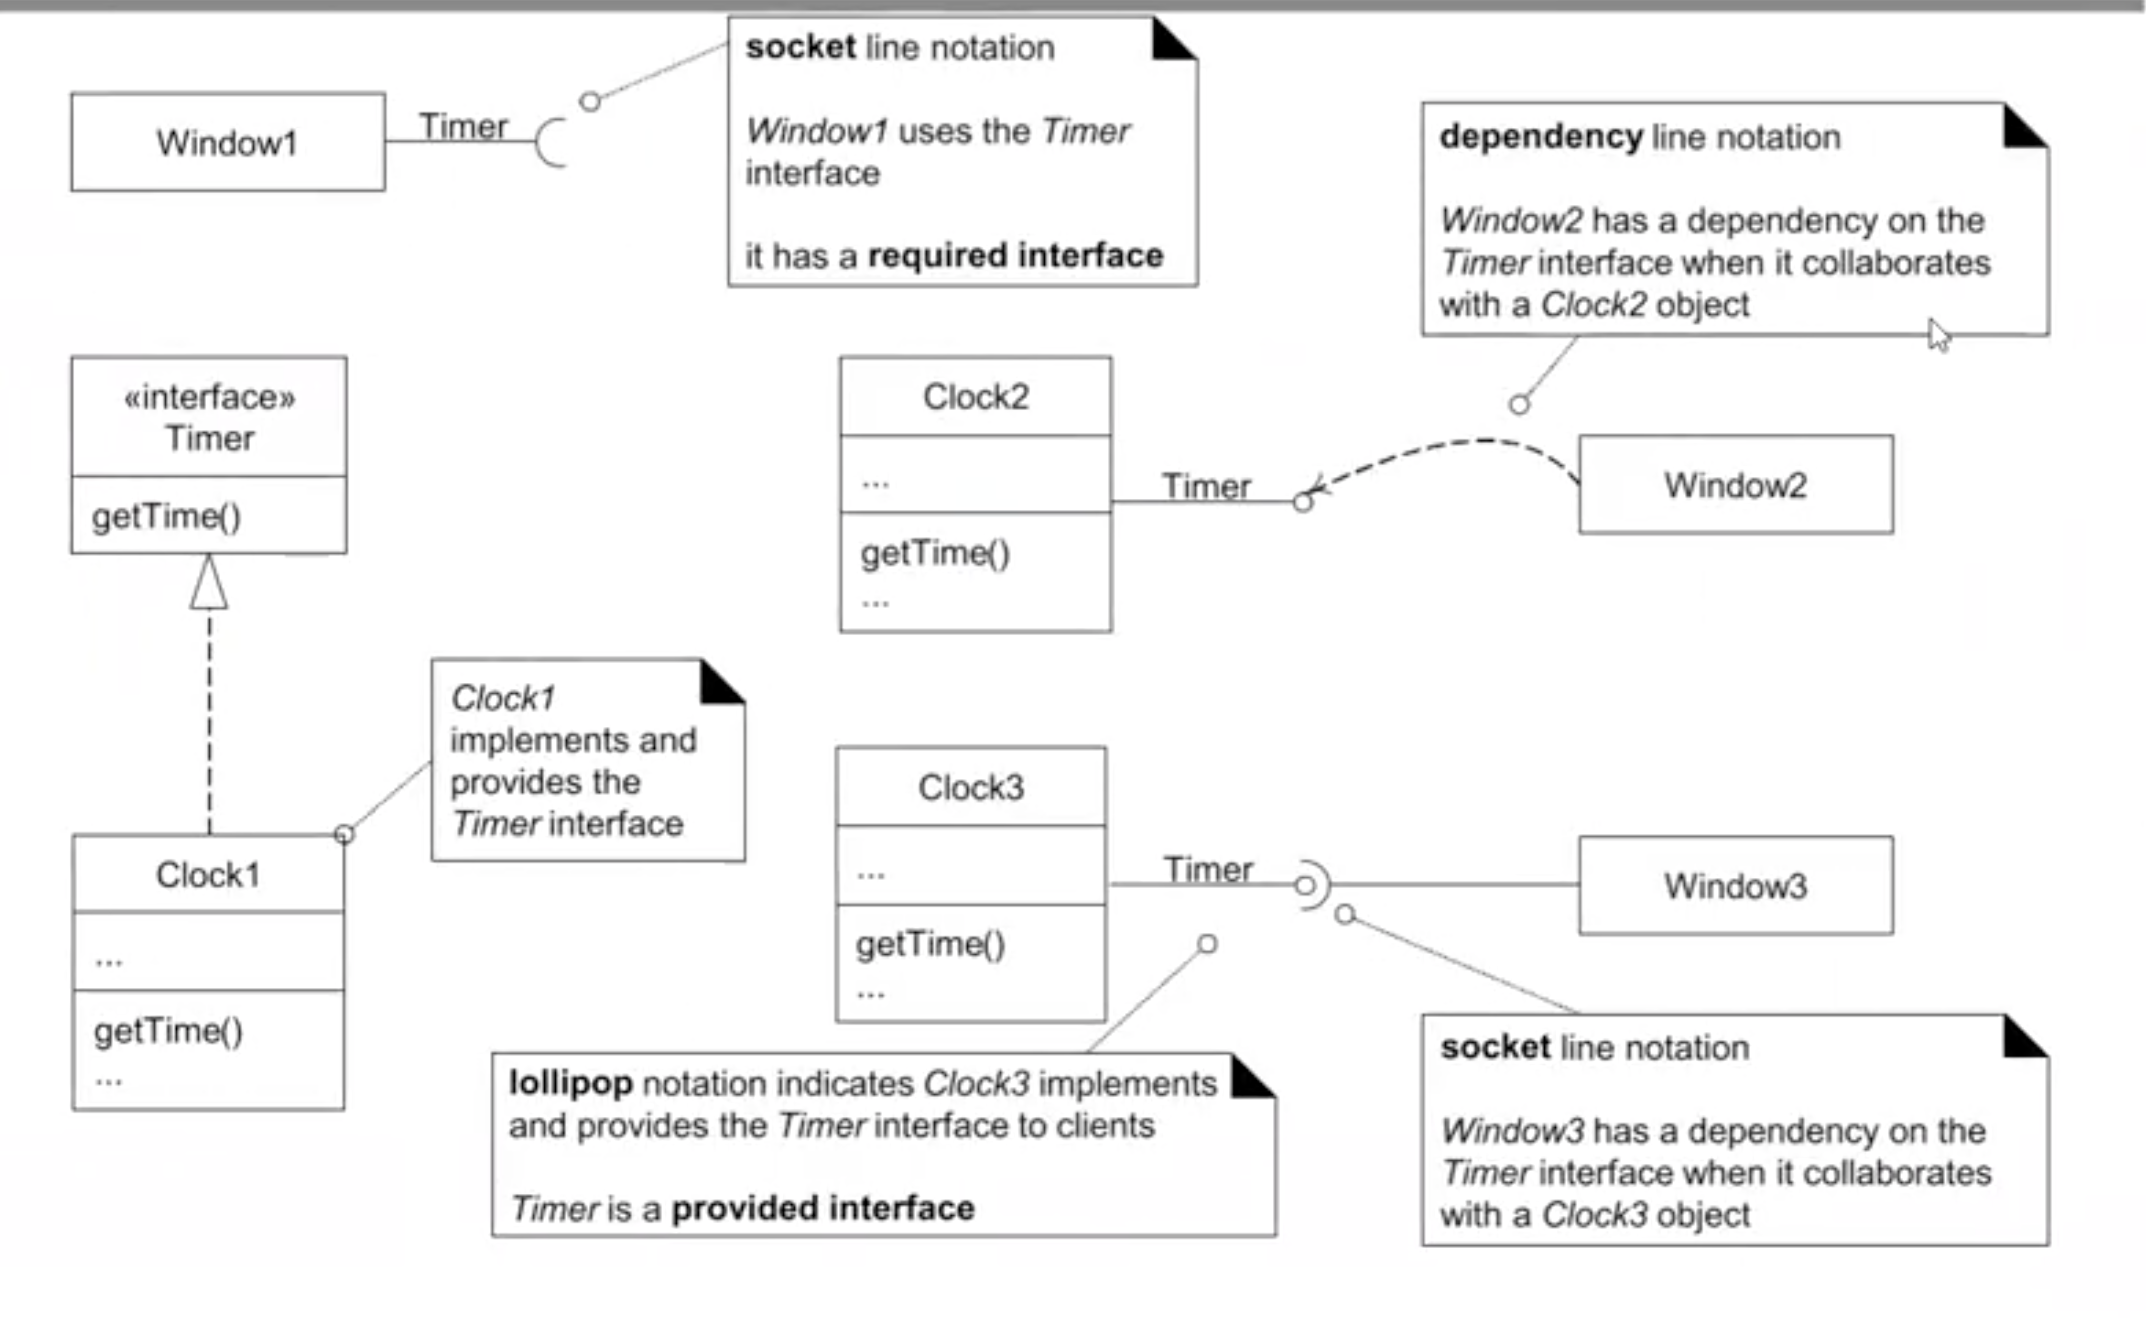 socket line notation
Window1 uses the Timer
interface
it has a required interface
Window1
Timer
dependency line notation
Window2 has a dependency on the
Timer interface when it collaborates
with a Clock2 object
«interface»
Timer
getTime()
Clock2
...
getTime()
...
Timer
Window2
Clock1
implements and
provides the
Timer interface
Clock1
...
getTime()
...
Clock3
...
getTime()
...
Timer
Window3
lollipop notation indicates Clock3 implements
and provides the Timer interface to clients
Timer is a provided interface
socket line notation
Window3 has a dependency on the
Timer interface when it collaborates
with a Clock3 object